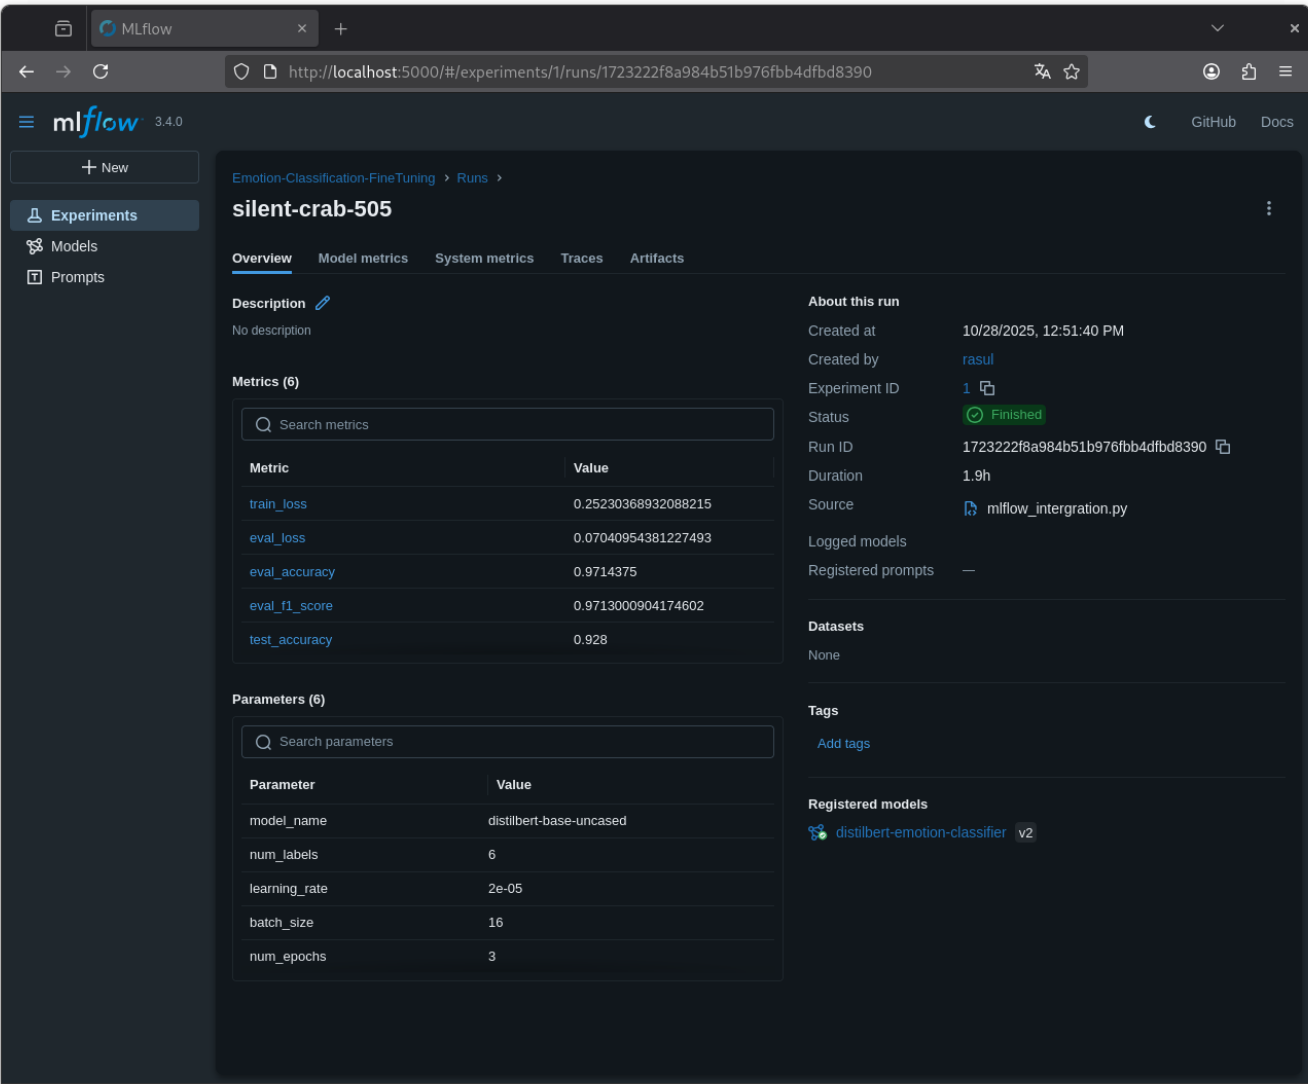 MLflow
http://localhost:5000/#/experiments/1/runs/1723222f8a984b51b976fbb4dfbd8390
mlflow 3.4.0
GitHub Docs
New
Experiments
Models
Prompts
Emotion-Classification-FineTuning > Runs >
silent-crab-505
Overview Model metrics System metrics Traces Artifacts
Description
No description
Metrics (6)
Search metrics
Metric Value
train_loss 0.25230368932088215
eval_loss 0.07040954381227493
eval_accuracy 0.9714375
eval_f1_score 0.9713000904174602
test_accuracy 0.928
Parameters (6)
Search parameters
Parameter Value
model_name distilbert-base-uncased
num_labels 6
learning_rate 2e-05
batch_size 16
num_epochs 3
About this run
Created at 10/28/2025, 12:51:40 PM
Created by rasul
Experiment ID 1
Status Finished
Run ID 1723222f8a984b51b976fbb4dfbd8390
Duration 1.9h
Source mlflow_intergration.py
Logged models
Registered prompts —
Datasets
None
Tags
Add tags
Registered models
distilbert-emotion-classifier v2